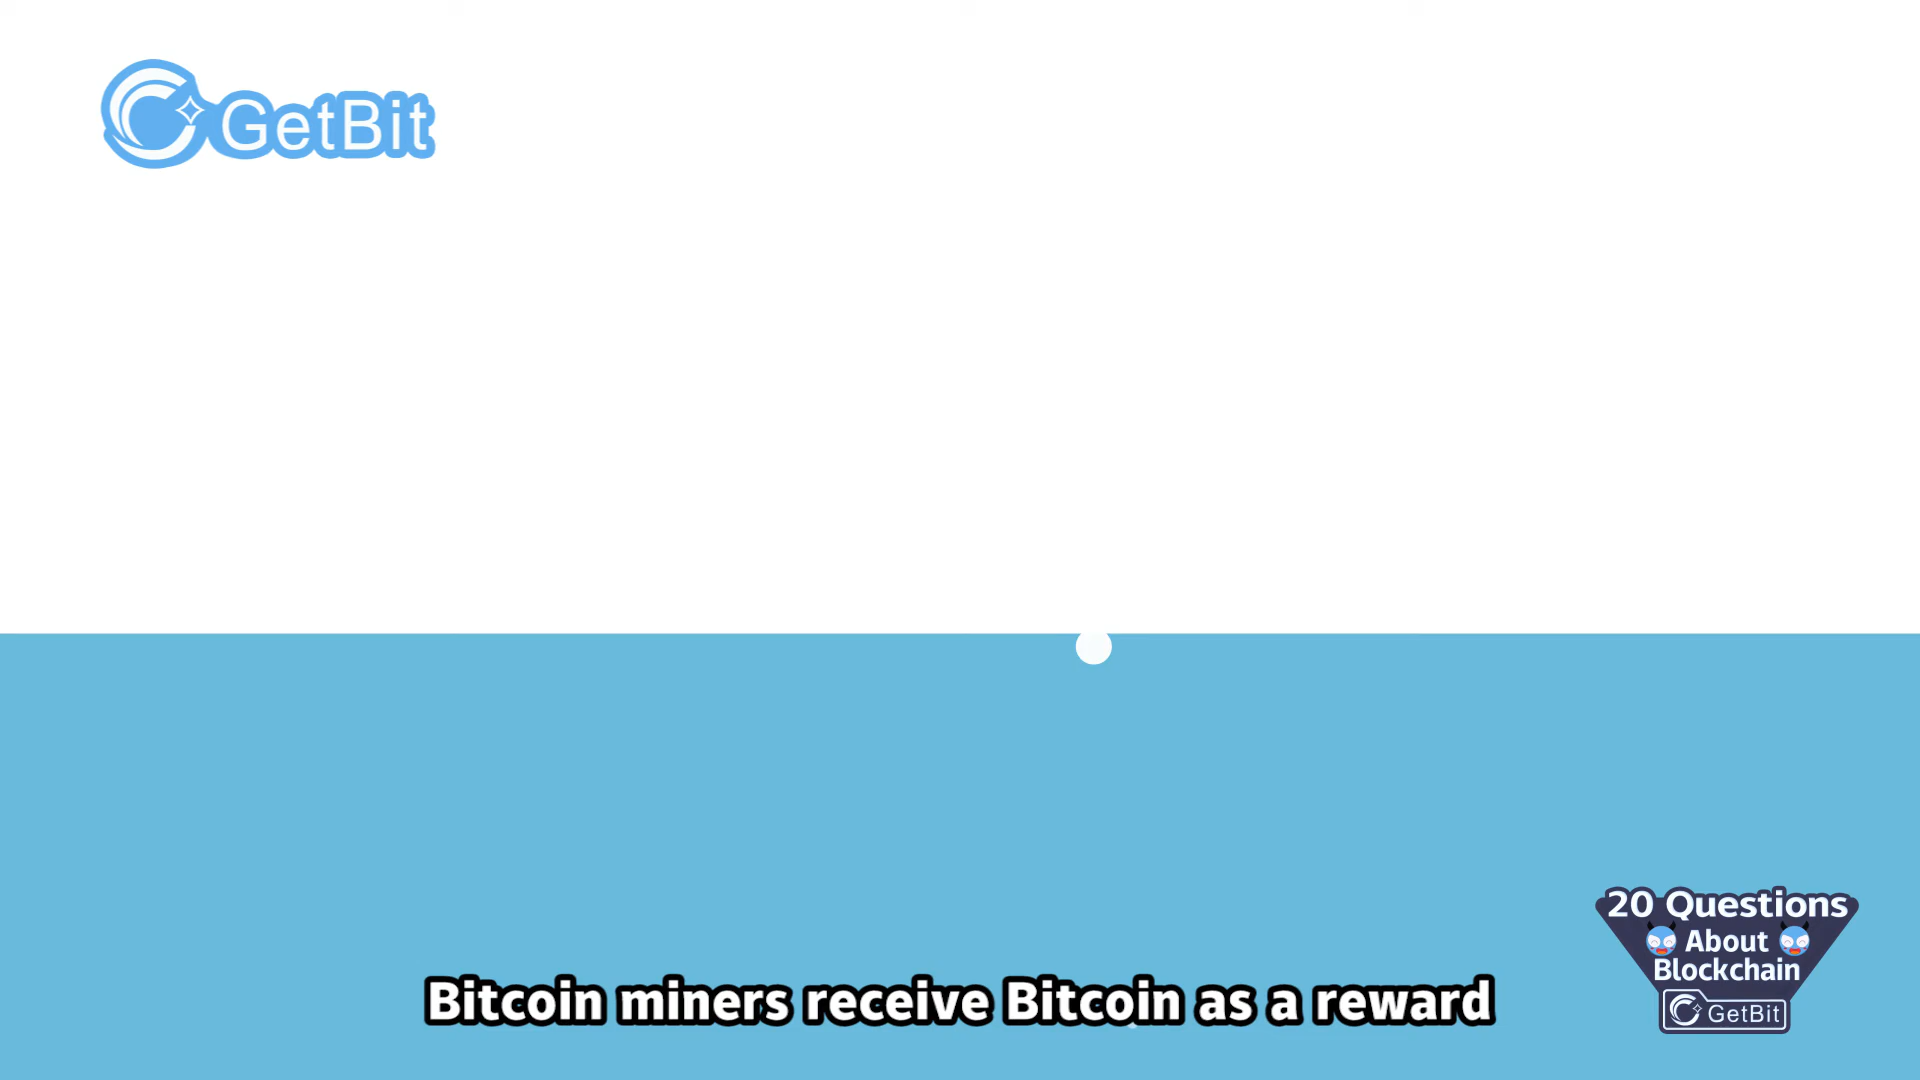 GetBit
Bitcoin miners receive Bitcoin as a reward
20 Questions
About
Blockchain
GetBit